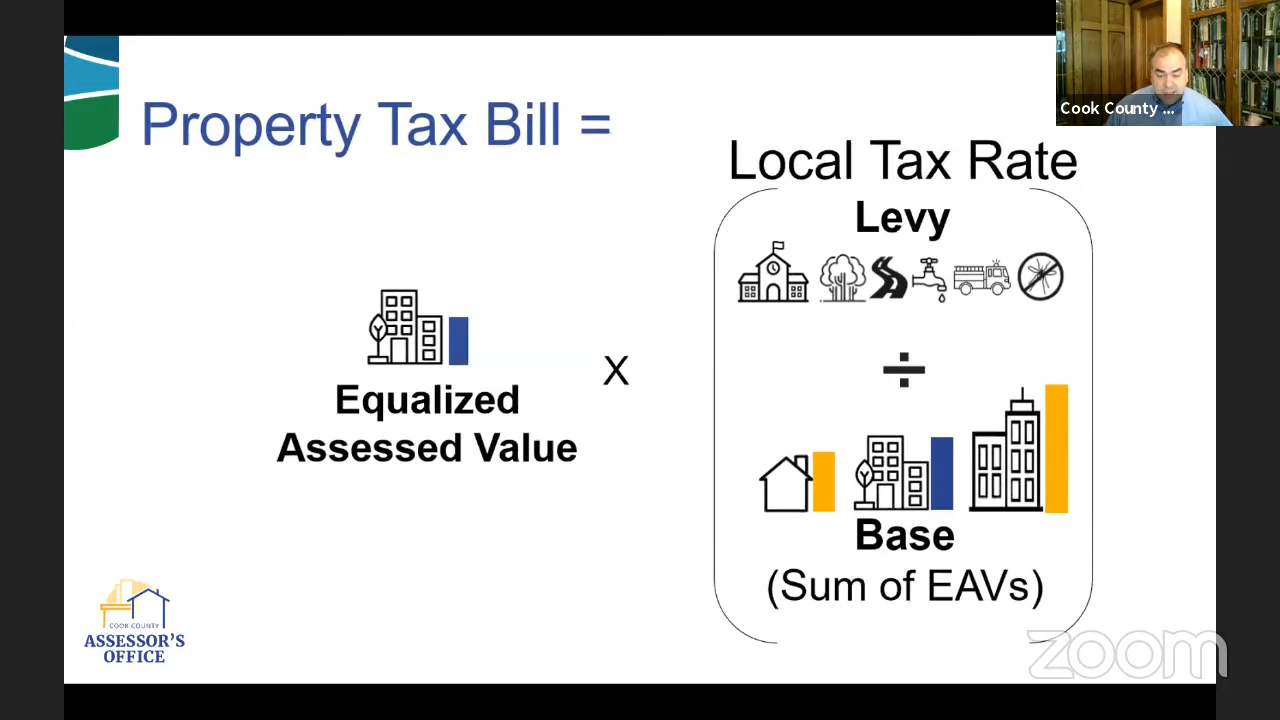 Property Tax Bill =
Cook County ...
Local Tax Rate
Levy
÷
Equalized
Assessed Value
X
Base
(Sum of EAVs)
COOK COUNTY
ASSESSOR'S
OFFICE
zoom